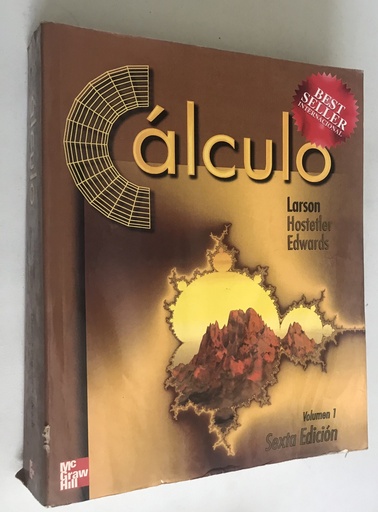 BEST
SELLER
INTERNACIONAL
Cálculo
Larson
Hostetler
Edwards
Volumen 1
Sexta Edición
Mc
Graw
Hill